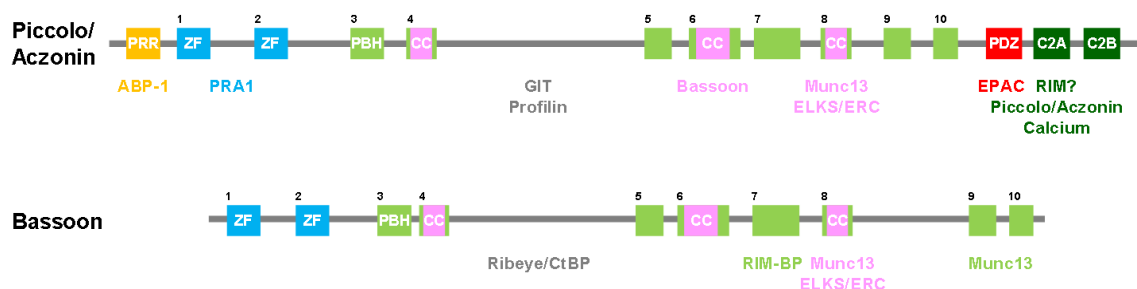 Piccolo/
Aczonin
1 2 3 4 5 6 7 8 9 10
PRR ZF ZF PBH CC CC CC PDZ C2A C2B
ABP-1 PRA1 GIT Bassoon Munc13 EPAC RIM?
Profilin ELKS/ERC Piccolo/Aczonin
Calcium
1 2 3 4 5 6 7 8 9 10
Bassoon
ZF ZF PBH CC CC CC
Ribeye/CtBP RIM-BP Munc13 Munc13
ELKS/ERC